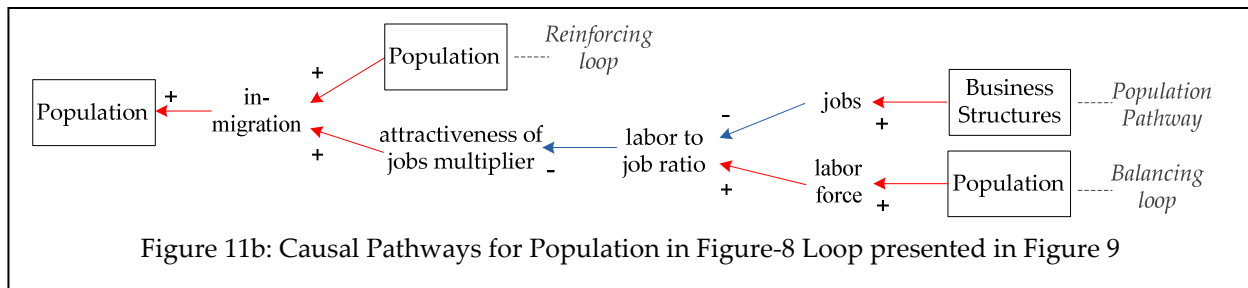 Population
+
in-
migration
+
Population
Reinforcing
loop
+
attractiveness of
jobs multiplier
-
labor to
job ratio
-
jobs
+
Business
Structures
Population
Pathway
+
labor
force
+
Population
Balancing
loop
Figure 11b: Causal Pathways for Population in Figure-8 Loop presented in Figure 9